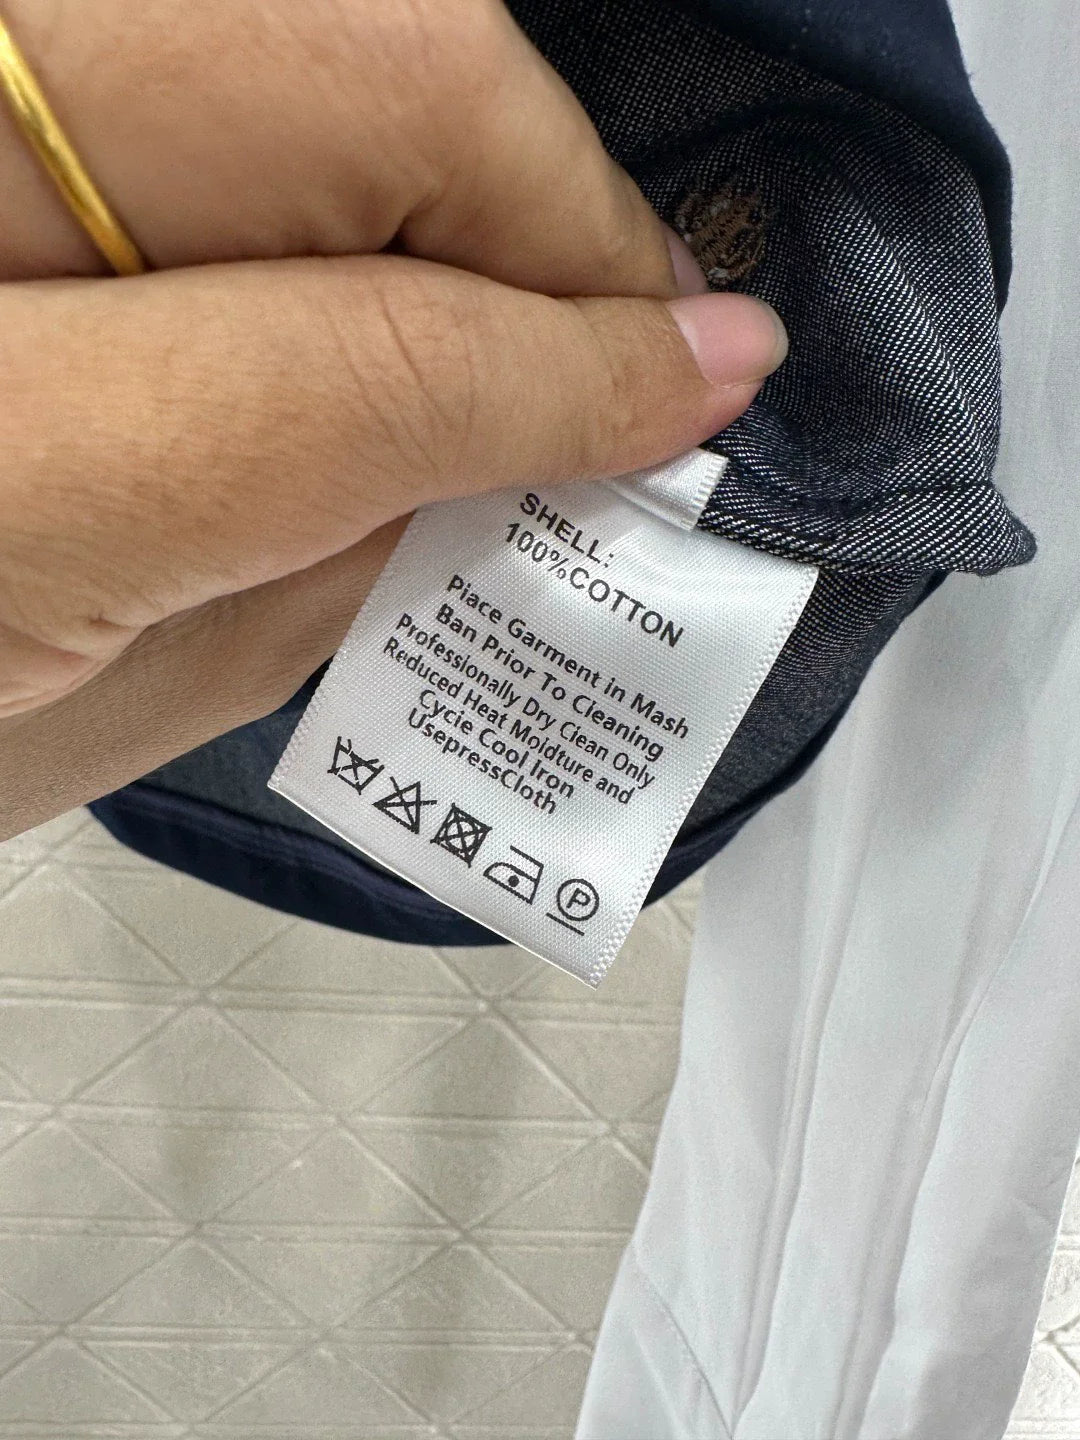 SHELL:
100%COTTON
Piace Garment in Mash
Ban Prior To Cleaning
Professionally Dry Clean Only
Reduced Heat Moidture and
Cycie Cool Iron
UsepressCloth
P